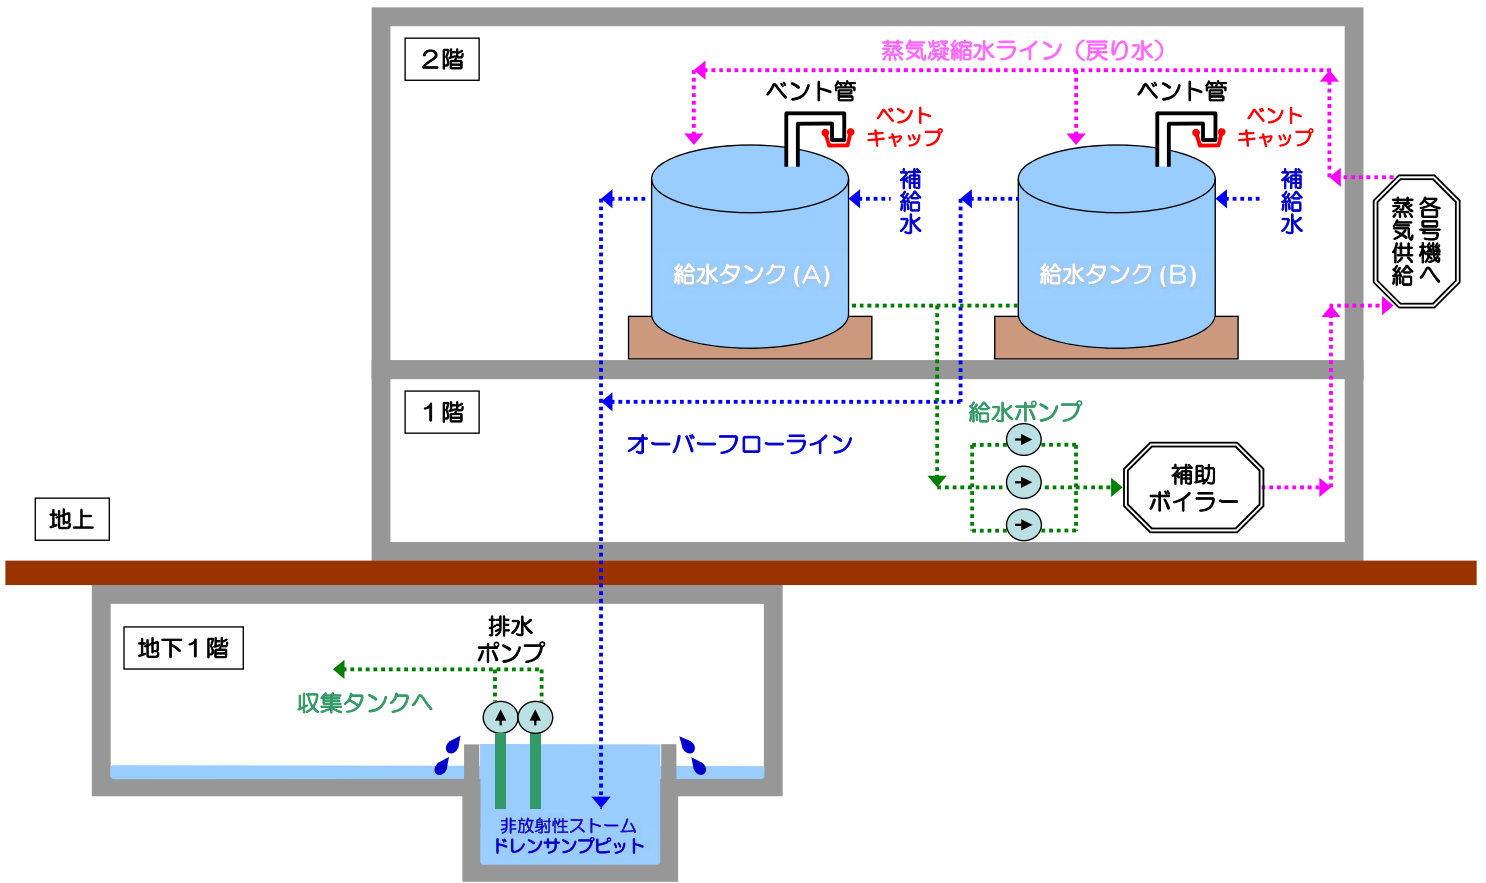 ２階
蒸気凝縮水ライン（戻り水）
ベント管
ベント
キャップ
ベント管
ベント
キャップ
補給水
補給水
各号機へ
蒸気供給
給水タンク(A)
給水タンク(B)
１階
給水ポンプ
オーバーフローライン
補助
ボイラー
地上
地下１階
排水
ポンプ
収集タンクへ
非放射性ストーム
ドレンサンプピット